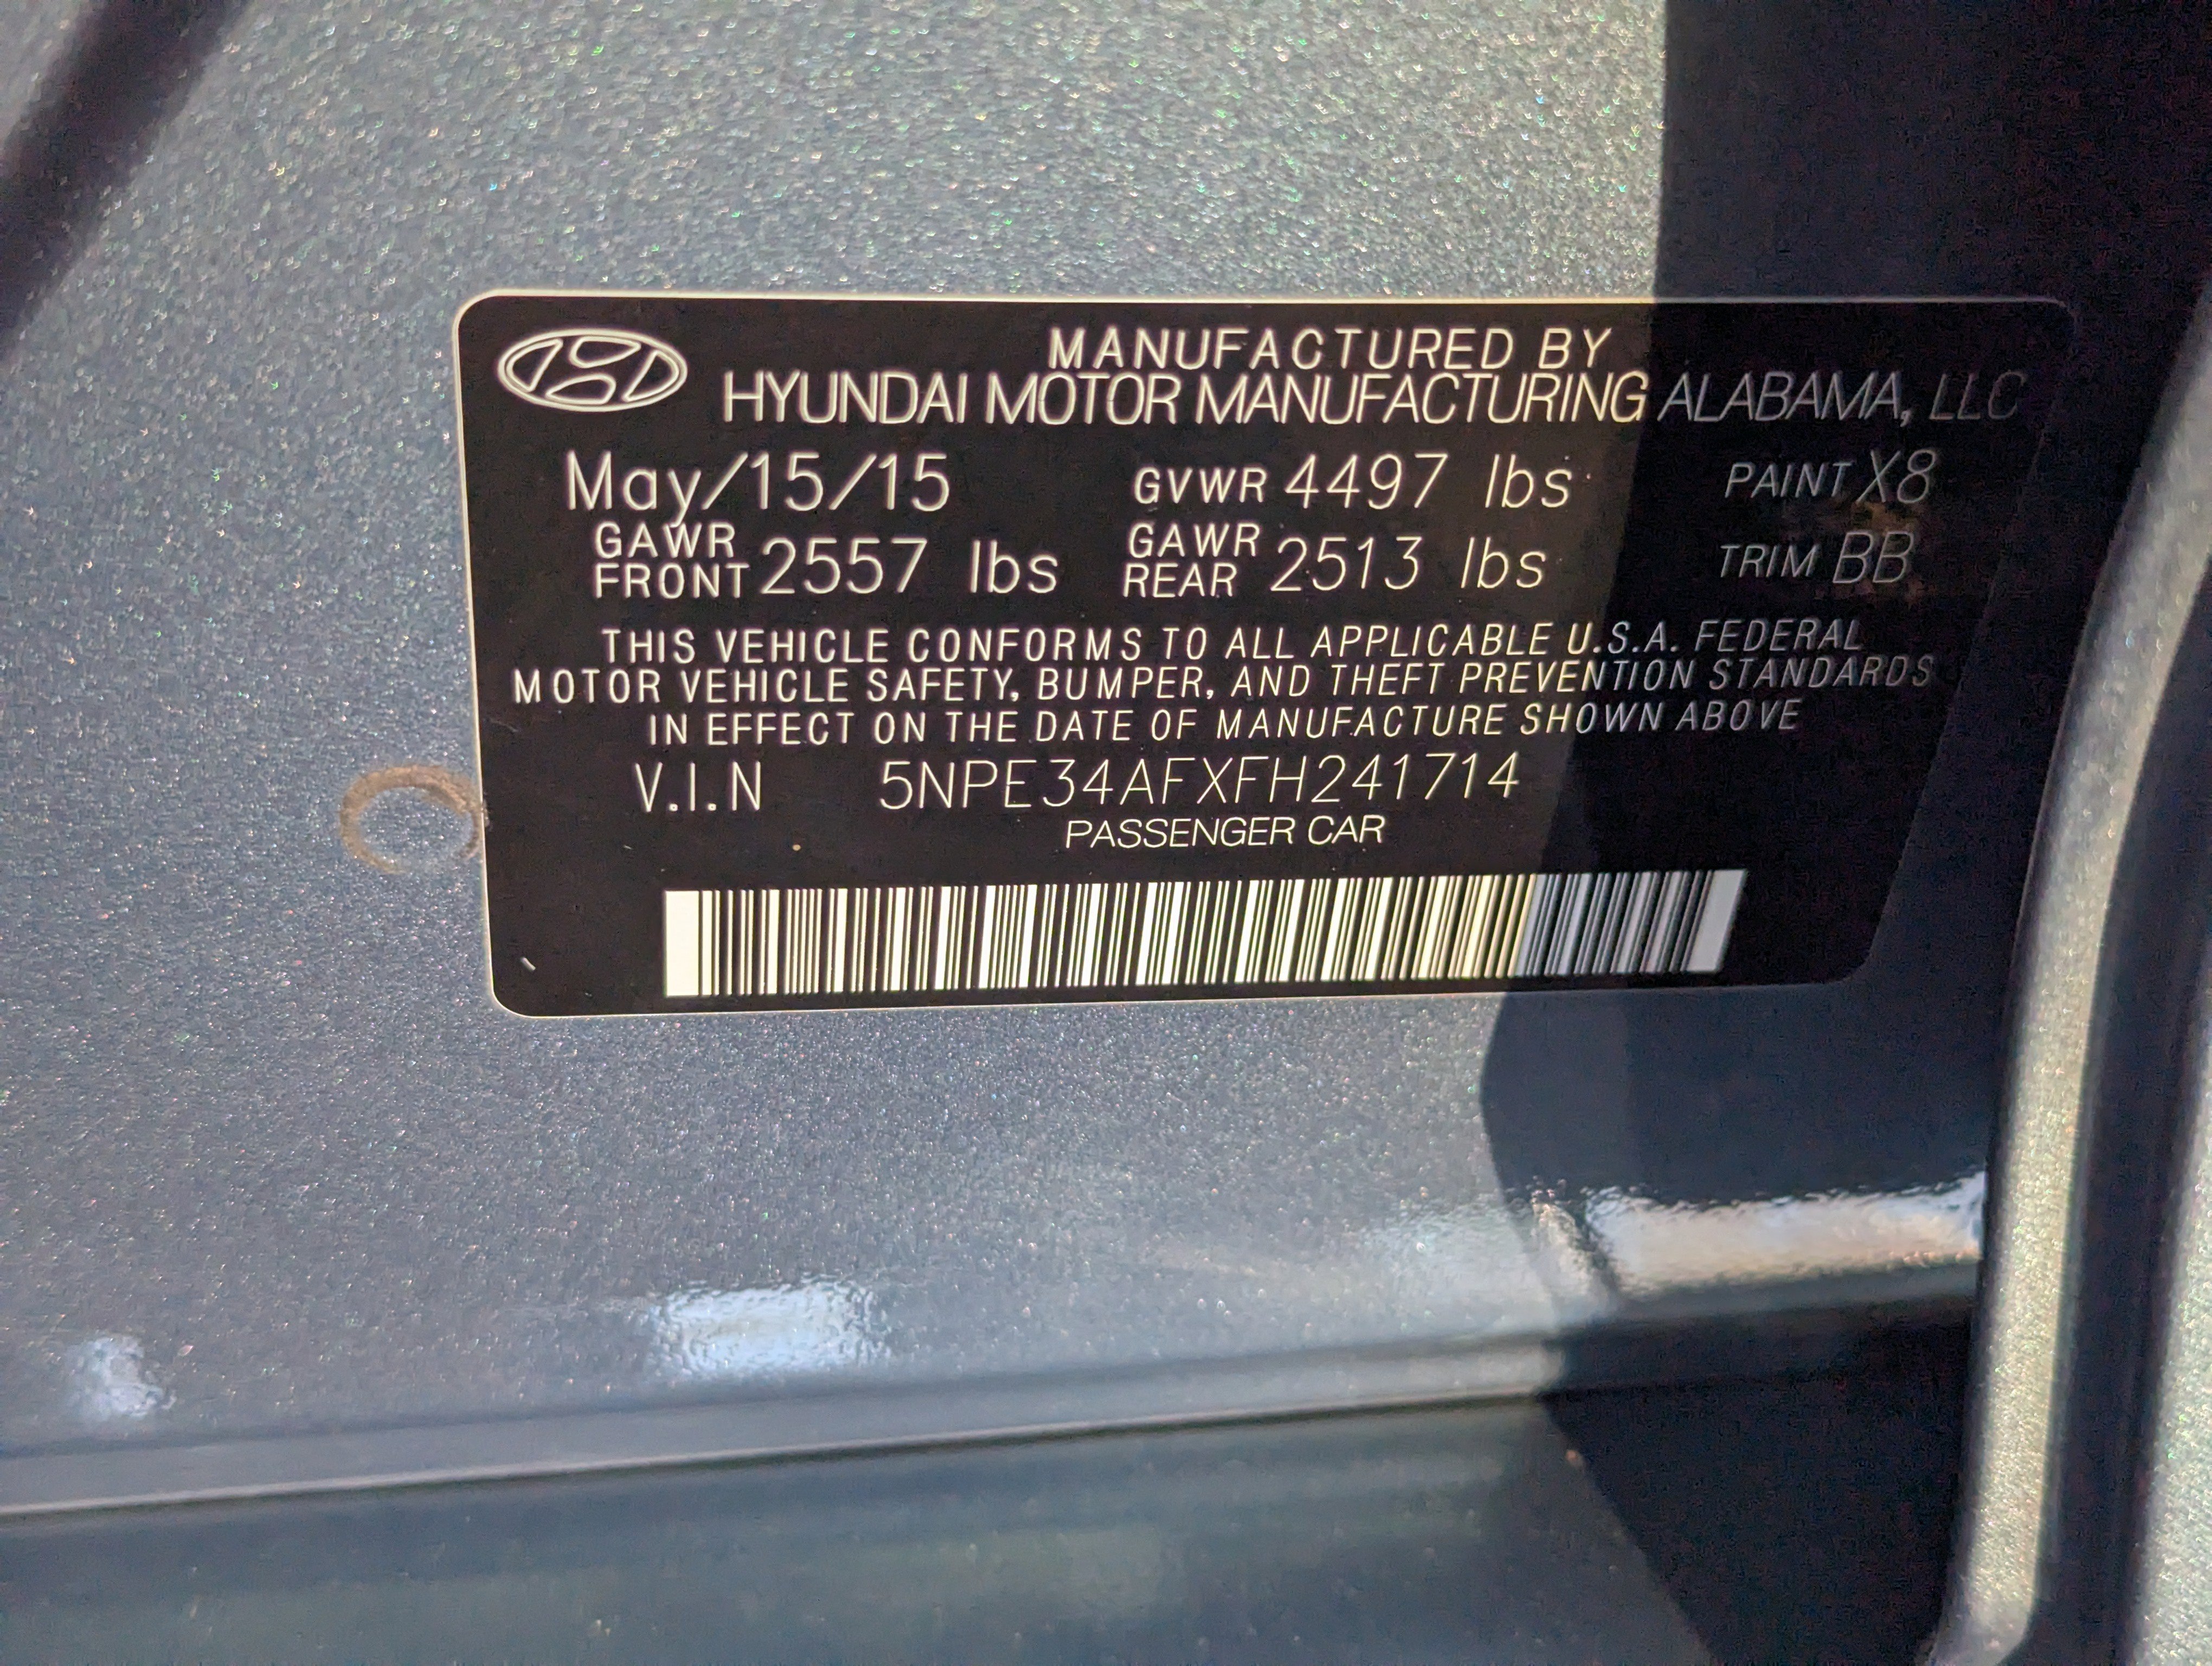 MANUFACTURED BY
HYUNDAI MOTOR MANUFACTURING ALABAMA, LLC
May/15/15 GVWR 4497 lbs PAINT X8
GAWR FRONT 2557 lbs GAWR REAR 2513 lbs TRIM BB
THIS VEHICLE CONFORMS TO ALL APPLICABLE U.S.A. FEDERAL
MOTOR VEHICLE SAFETY, BUMPER, AND THEFT PREVENTION STANDARDS
IN EFFECT ON THE DATE OF MANUFACTURE SHOWN ABOVE
V.I.N 5NPE34AFXFH241714
PASSENGER CAR